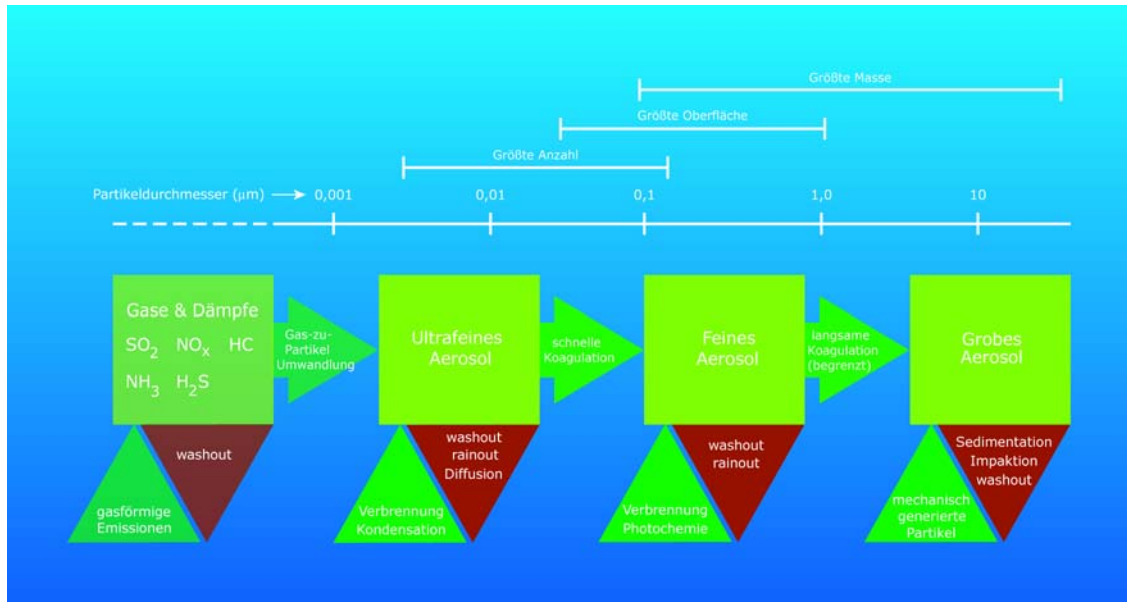 Größte Masse
Größte Oberfläche
Größte Anzahl
Partikeldurchmesser (µm) → 0,001 0,01 0,1 1,0 10
Gase & Dämpfe
SO₂ NOₓ HC
NH₃ H₂S
Gas-zu-
Partikel
Umwandlung
Ultrafeines
Aerosol
schnelle
Koagulation
Feines
Aerosol
langsame
Koagulation
(begrenzt)
Grobes
Aerosol
gasförmige
Emissionen
washout
Verbrennung
Kondensation
washout
rainout
Diffusion
Verbrennung
Photochemie
washout
rainout
mechanisch
generierte
Partikel
Sedimentation
Impaktion
washout